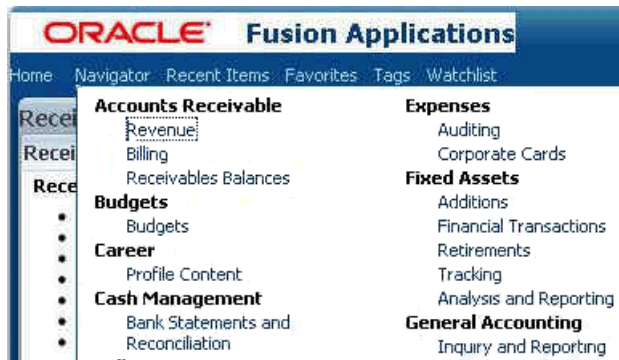 ORACLE Fusion Applications
Home Navigator Recent Items Favorites Tags Watchlist
Accounts Receivable
Revenue
Billing
Receivables Balances
Budgets
Budgets
Career
Profile Content
Cash Management
Bank Statements and
Reconciliation
Expenses
Auditing
Corporate Cards
Fixed Assets
Additions
Financial Transactions
Retirements
Tracking
Analysis and Reporting
General Accounting
Inquiry and Reporting